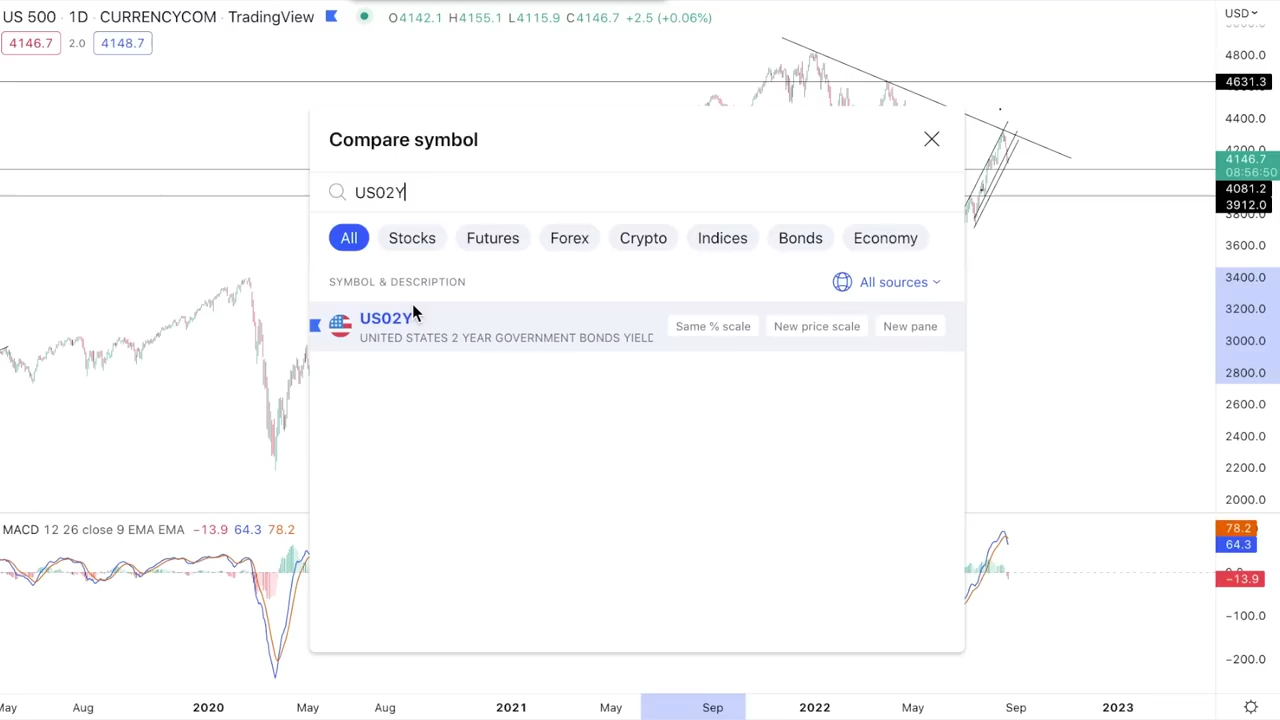 US 500 · 1D · CURRENCYCOM · TradingView O4142.1 H4155.1 L4115.9 C4146.7 +2.5 (+0.06%)
USD
4146.7 2.0 4148.7
4800.0
4631.3
4400.0
4146.7
08:56:50
4081.2
3912.0
3600.0
3400.0
3200.0
3000.0
2800.0
2600.0
2400.0
2200.0
2000.0
Compare symbol
US02Y
All Stocks Futures Forex Crypto Indices Bonds Economy
SYMBOL & DESCRIPTION All sources
US02Y
UNITED STATES 2 YEAR GOVERNMENT BONDS YIELD
Same % scale New price scale New pane
MACD 12 26 close 9 EMA EMA −13.9 64.3 78.2
78.2
64.3
−13.9
−100.0
−200.0
May Aug 2020 May Aug 2021 May Sep 2022 May Sep 2023